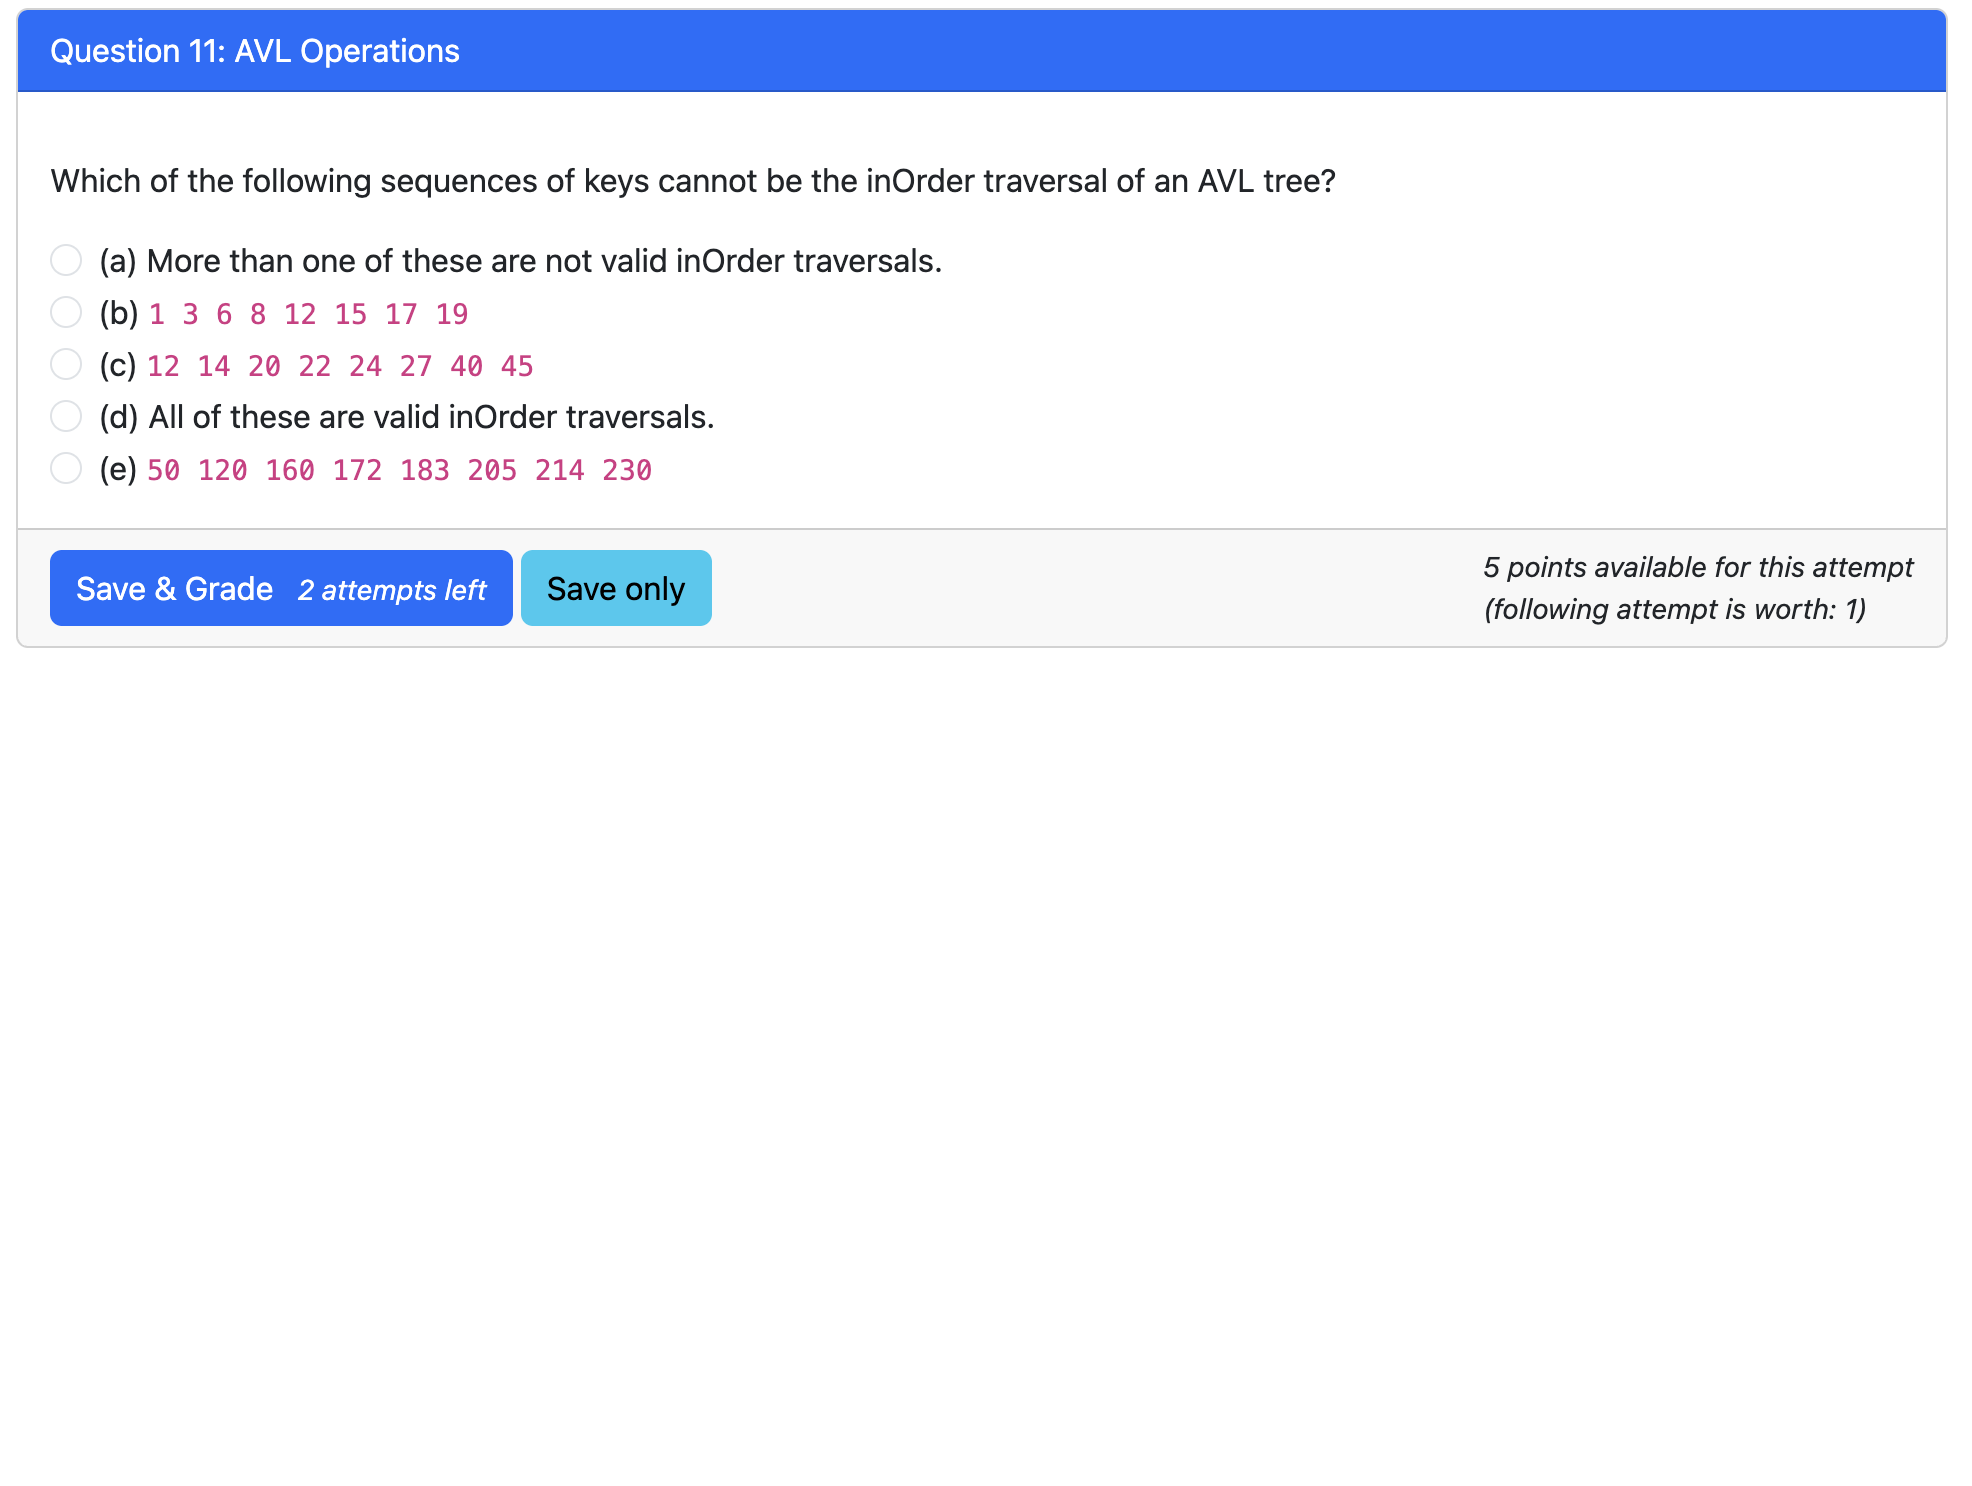 Question 11: AVL Operations
Which of the following sequences of keys cannot be the inOrder traversal of an AVL tree?
(a) More than one of these are not valid inOrder traversals.
(b) 1 3 6 8 12 15 17 19
(c) 12 14 20 22 24 27 40 45
(d) All of these are valid inOrder traversals.
(e) 50 120 160 172 183 205 214 230
Save & Grade 2 attempts left
Save only
5 points available for this attempt
(following attempt is worth: 1)